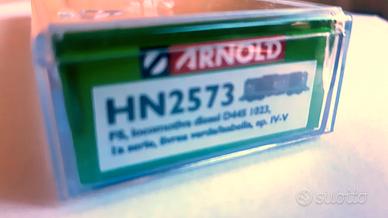 ARNOLD
HN2573
FS, locomotiva diesel D445 1023,
1a serie, livrea verde/isabella, ep. IV-V
subito